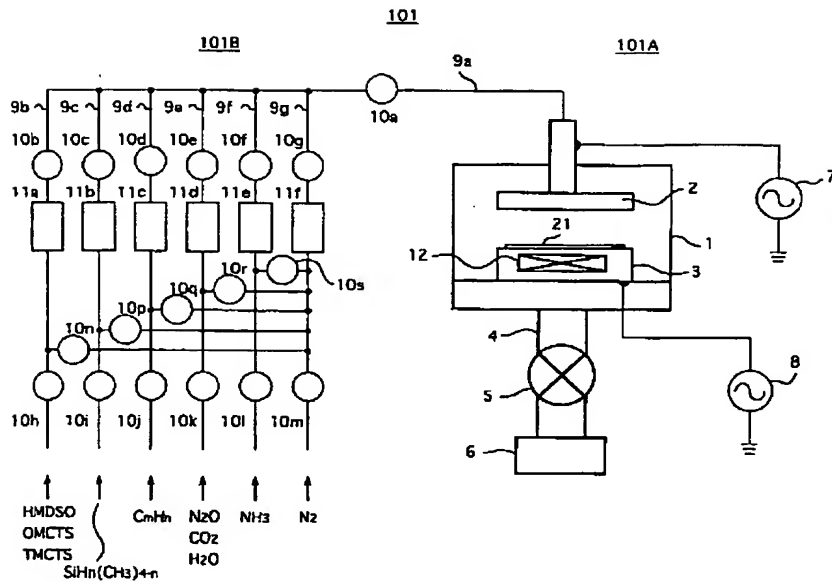 101
101B
101A
9b 9c 9d 9e 9f 9g
9a
10b 10c 10d 10e 10f 10g
10a
11a 11b 11c 11d 11e 11f
2
7
21
1
12
3
10r
10s
10q
10p
10n
4
5
8
10h 10i 10j 10k 10l 10m
6
HMDSO
OMCTS
TMCTS
SiHn(CH3)4-n
CmHn
N2O
CO2
H2O
NH3
N2